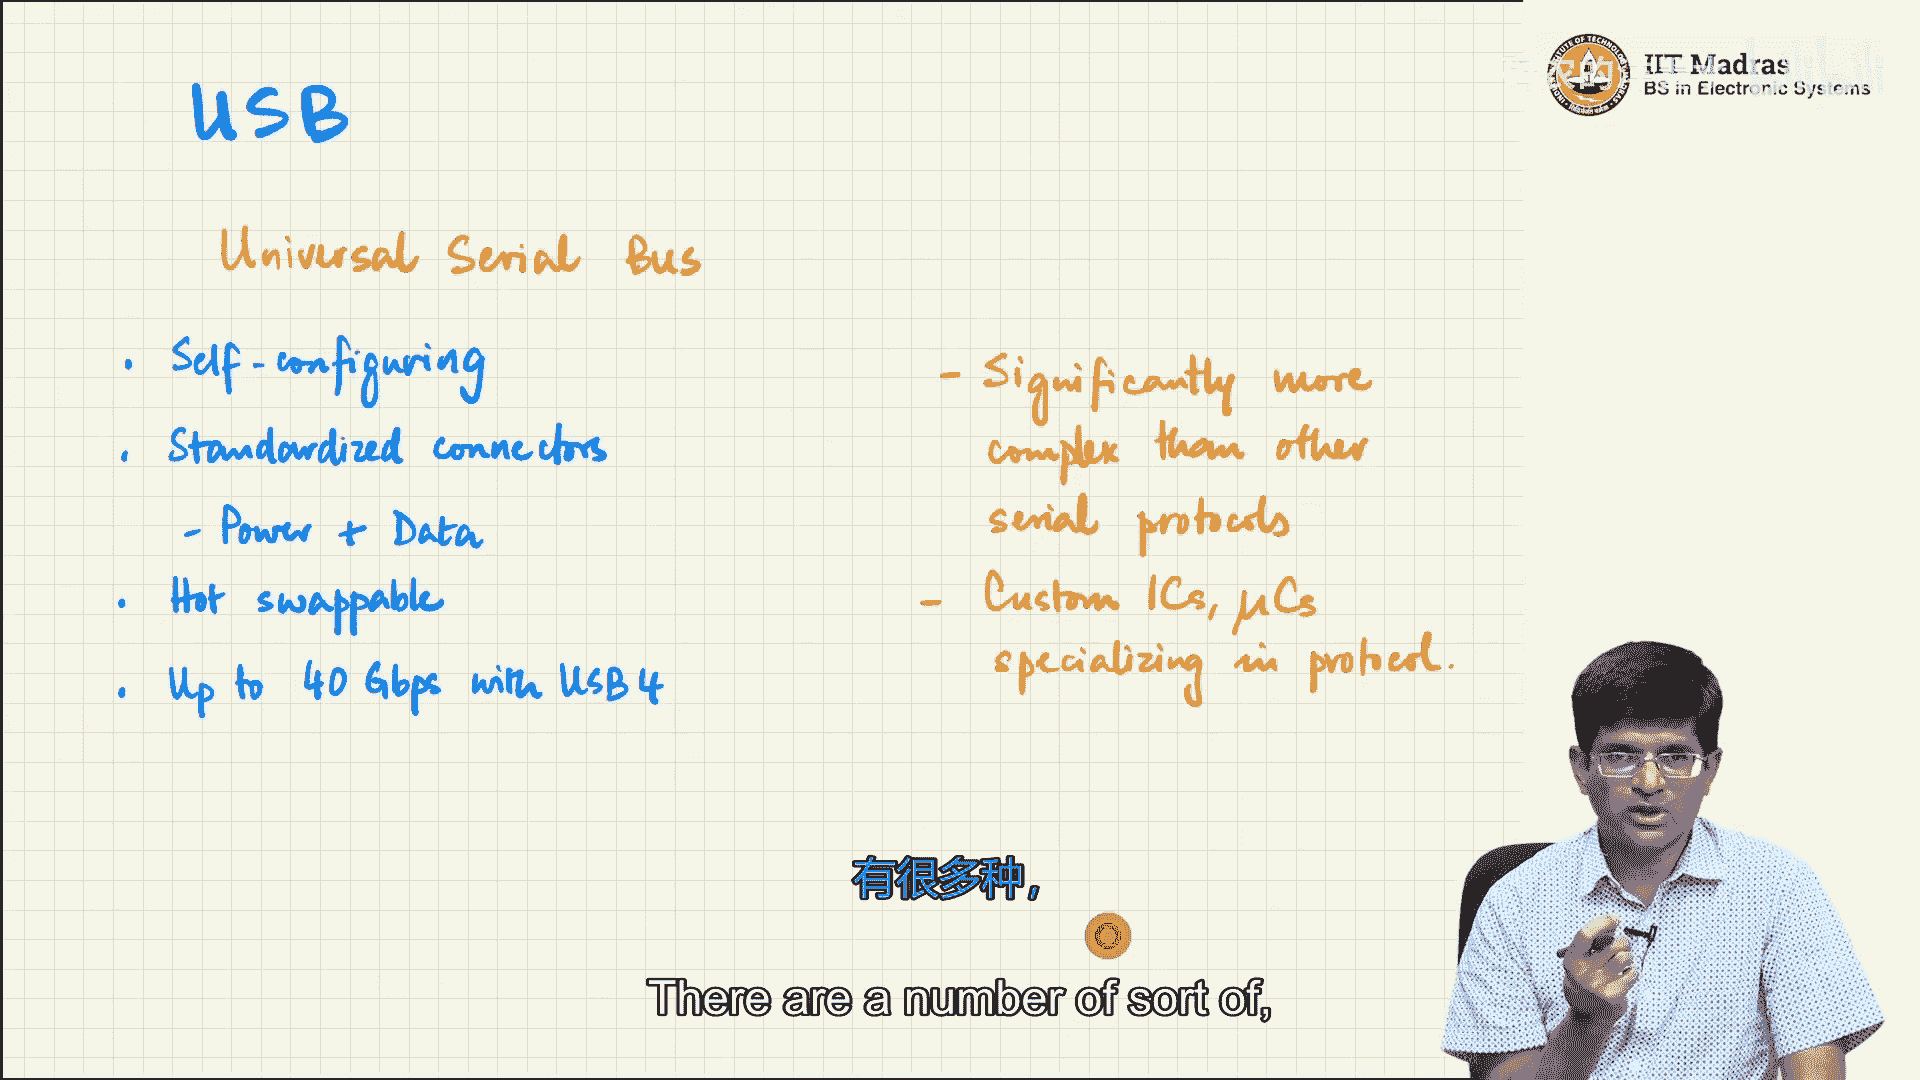 USB
Universal Serial Bus
• Self-configuring
• Standardized connectors
- Power + Data
• Hot swappable
• Up to 40 Gbps with USB4
- Significantly more
complex than other
serial protocols
- Custom ICs, μCs
specializing in protocol.
IIT Madras
BS in Electronic Systems
有很多种，
There are a number of sort of,